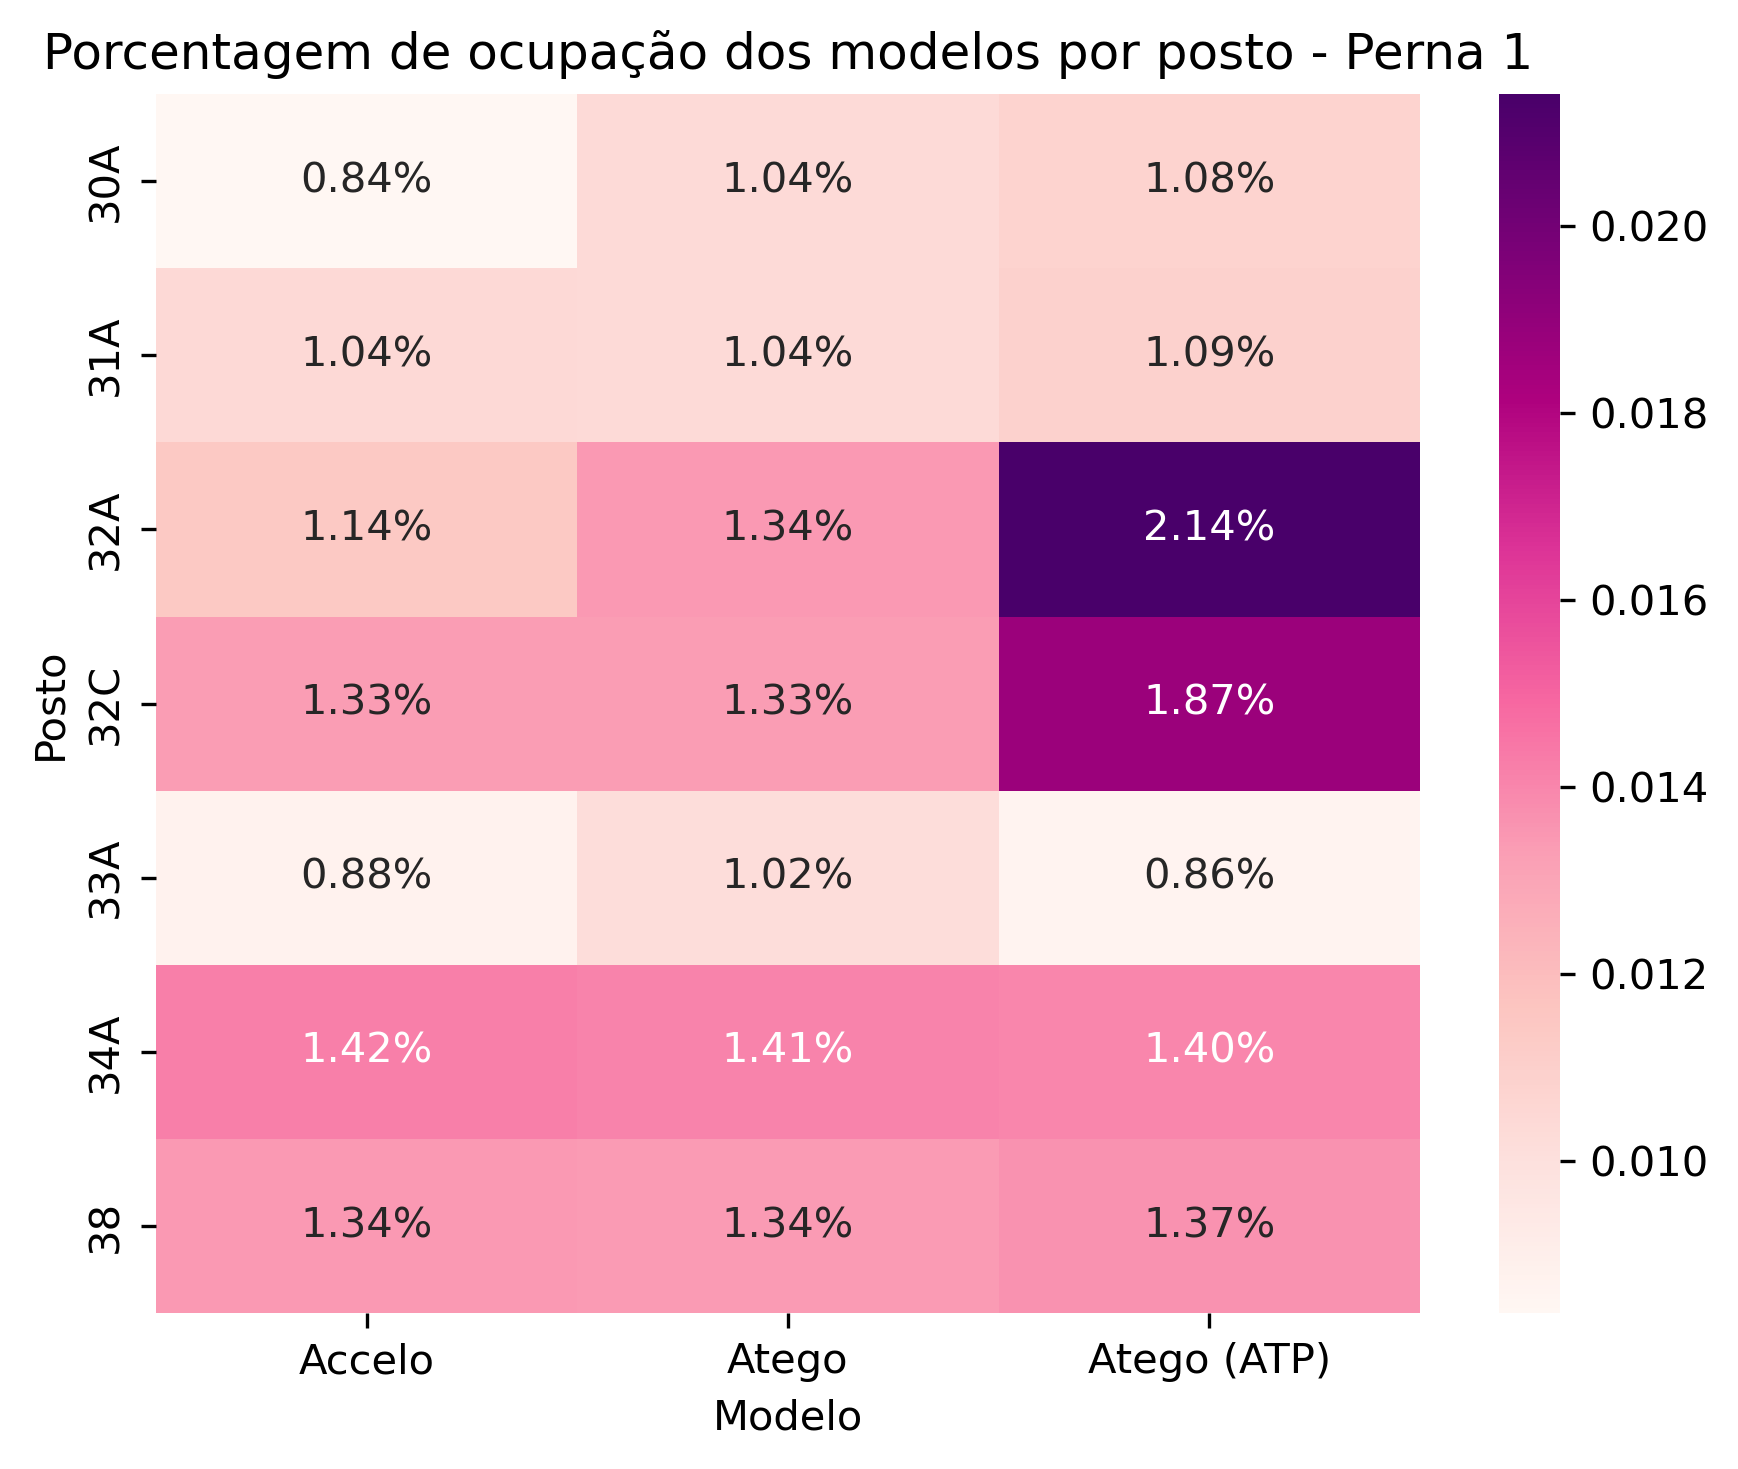 Porcentagem de ocupação dos modelos por posto - Perna 1
Posto
30A 0.84% 1.04% 1.08%
31A 1.04% 1.04% 1.09%
32A 1.14% 1.34% 2.14%
32C 1.33% 1.33% 1.87%
33A 0.88% 1.02% 0.86%
34A 1.42% 1.41% 1.40%
38 1.34% 1.34% 1.37%
Accelo Atego Atego (ATP)
Modelo
0.020
0.018
0.016
0.014
0.012
0.010